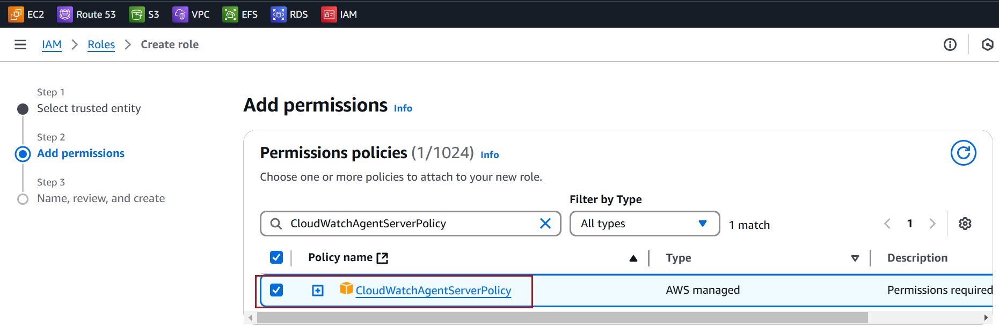 EC2 Route 53 S3 VPC EFS RDS IAM
IAM Roles Create role
Step 1
Select trusted entity
Step 2
Add permissions
Step 3
Name, review, and create
Add permissions Info
Permissions policies (1/1024) Info
Choose one or more policies to attach to your new role.
Filter by Type
CloudWatchAgentServerPolicy All types 1 match 1
Policy name Type Description
CloudWatchAgentServerPolicy AWS managed Permissions required